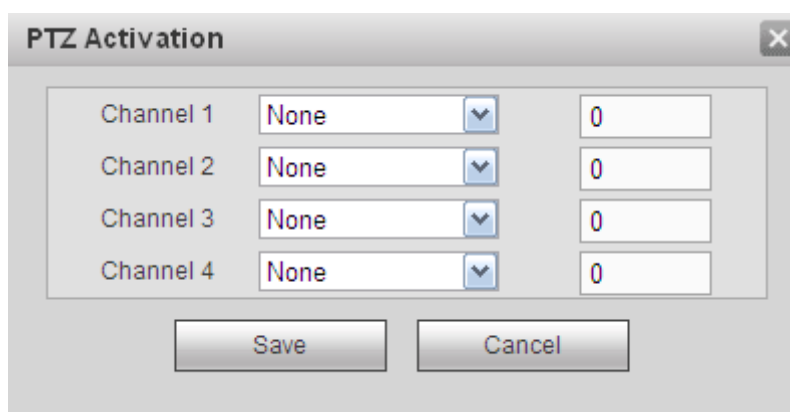 PTZ Activation
Channel 1 None 0
Channel 2 None 0
Channel 3 None 0
Channel 4 None 0
Save Cancel